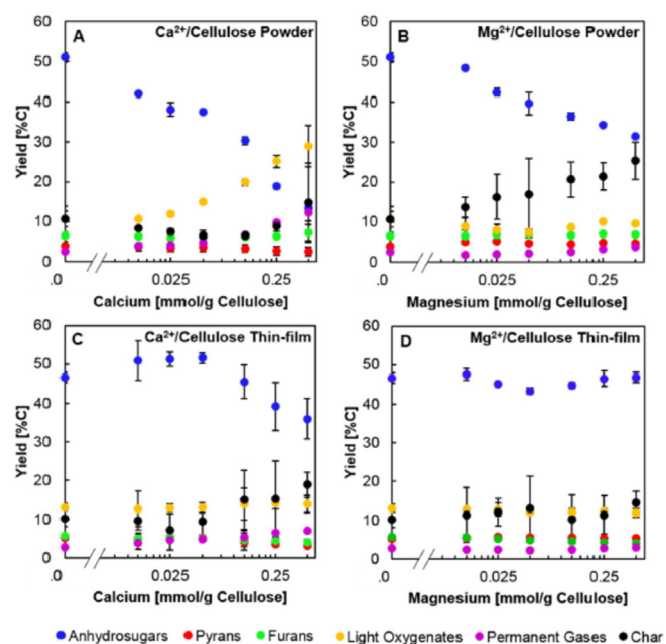 A Ca²⁺/Cellulose Powder
Yield [%C]
60
50
40
30
20
10
0
.0 0.025 0.25
Calcium [mmol/g Cellulose]
B Mg²⁺/Cellulose Powder
Yield [%C]
60
50
40
30
20
10
0
.0 0.025 0.25
Magnesium [mmol/g Cellulose]
C Ca²⁺/Cellulose Thin-film
Yield [%C]
60
50
40
30
20
10
0
.0 0.025 0.25
Calcium [mmol/g Cellulose]
Mg²⁺/Cellulose Thin-film D
Yield [%C]
60
50
40
30
20
10
0
.0 0.025 0.25
Magnesium [mmol/g Cellulose]
Anhydrosugars Pyrans Furans Light Oxygenates Permanent Gases Char